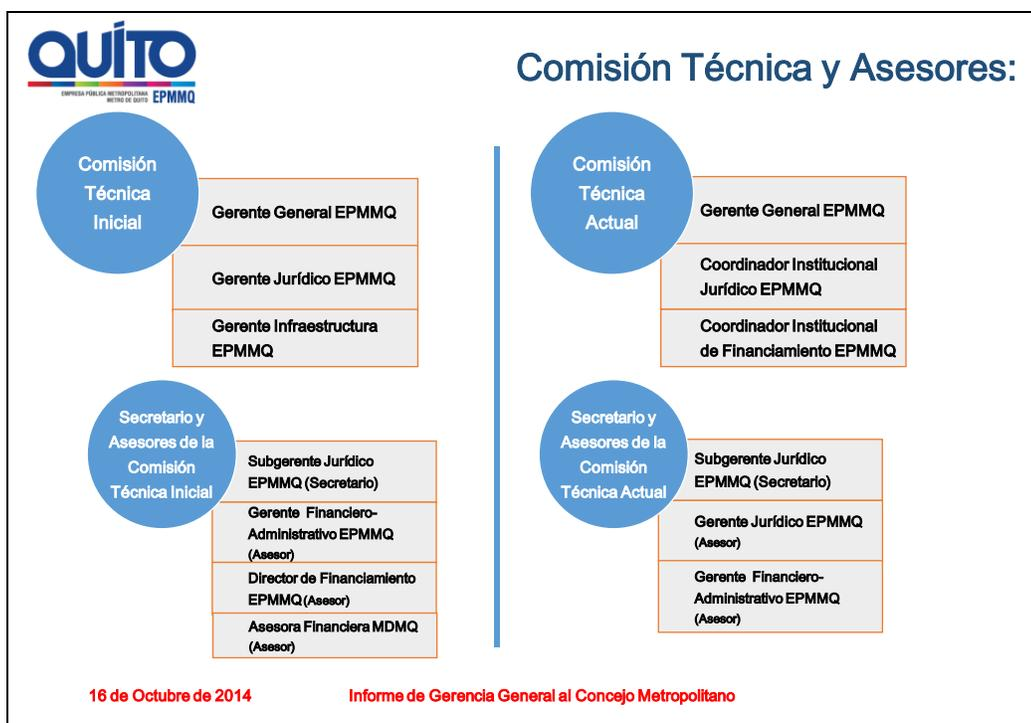 QUÍTO
EMPRESA PÚBLICA METROPOLITANA
METRO DE QUITO EPMMQ
Comisión Técnica y Asesores:
Comisión
Técnica
Inicial
Gerente General EPMMQ
Gerente Jurídico EPMMQ
Gerente Infraestructura
EPMMQ
Secretario y
Asesores de la
Comisión
Técnica Inicial
Subgerente Jurídico
EPMMQ (Secretario)
Gerente Financiero-
Administrativo EPMMQ
(Asesor)
Director de Financiamiento
EPMMQ (Asesor)
Asesora Financiera MDMQ
(Asesor)
Comisión
Técnica
Actual
Gerente General EPMMQ
Coordinador Institucional
Jurídico EPMMQ
Coordinador Institucional
de Financiamiento EPMMQ
Secretario y
Asesores de la
Comisión
Técnica Actual
Subgerente Jurídico
EPMMQ (Secretario)
Gerente Jurídico EPMMQ
(Asesor)
Gerente Financiero-
Administrativo EPMMQ
(Asesor)
16 de Octubre de 2014 Informe de Gerencia General al Concejo Metropolitano